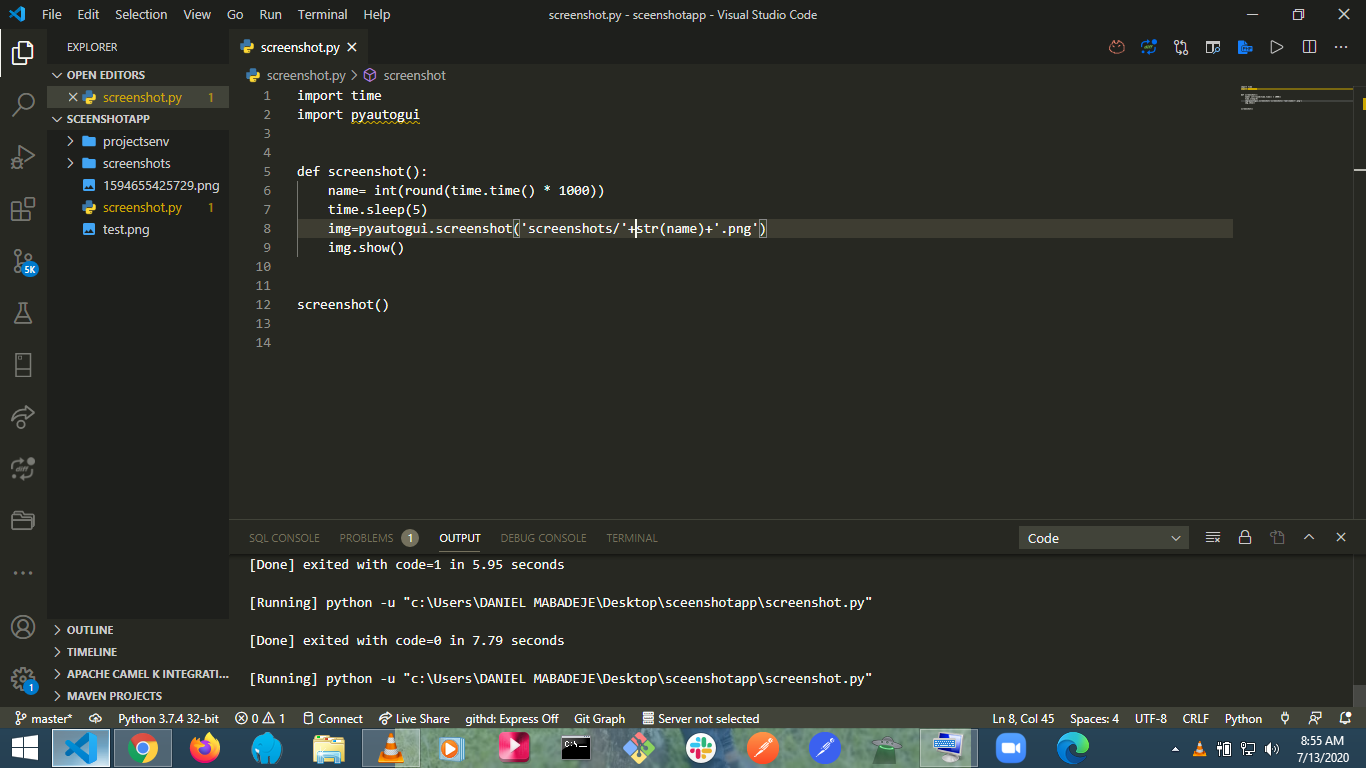 File Edit Selection View Go Run Terminal Help
screenshot.py - sceenshotapp - Visual Studio Code
EXPLORER
OPEN EDITORS
screenshot.py 1
SCEENSHOTAPP
projectsenv
screenshots
1594655425729.png
screenshot.py 1
test.png
OUTLINE
TIMELINE
APACHE CAMEL K INTEGRATI...
MAVEN PROJECTS
5K
1
screenshot.py
screenshot.py > screenshot
1 import time
2 import pyautogui
3
4
5 def screenshot():
6 name= int(round(time.time() * 1000))
7 time.sleep(5)
8 img=pyautogui.screenshot('screenshots/'+str(name)+'.png')
9 img.show()
10
11
12 screenshot()
13
14
SQL CONSOLE PROBLEMS 1 OUTPUT DEBUG CONSOLE TERMINAL
Code
[Done] exited with code=1 in 5.95 seconds
[Running] python -u "c:\Users\DANIEL MABADEJE\Desktop\sceenshotapp\screenshot.py"
[Done] exited with code=0 in 7.79 seconds
[Running] python -u "c:\Users\DANIEL MABADEJE\Desktop\sceenshotapp\screenshot.py"
master* Python 3.7.4 32-bit 0 1 Connect Live Share githd: Express Off Git Graph Server not selected
Ln 8, Col 45 Spaces: 4 UTF-8 CRLF Python
8:55 AM
7/13/2020